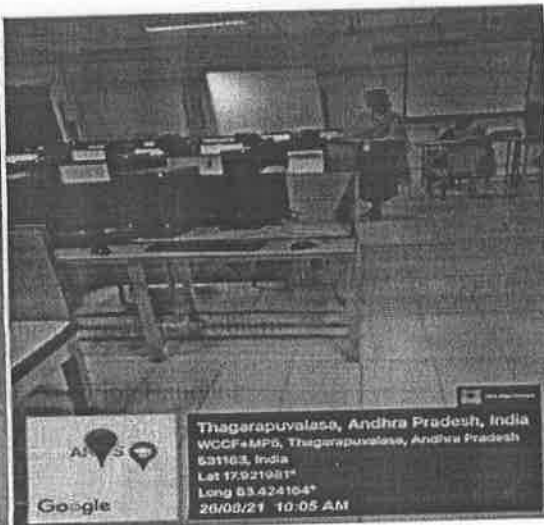 Thagarapuvalasa, Andhra Pradesh, India
WCCF+MP5, Thagarapuvalasa, Andhra Pradesh
531163, India
Lat 17.921981°
Long 83.424164°
26/08/21 10:05 AM
Google